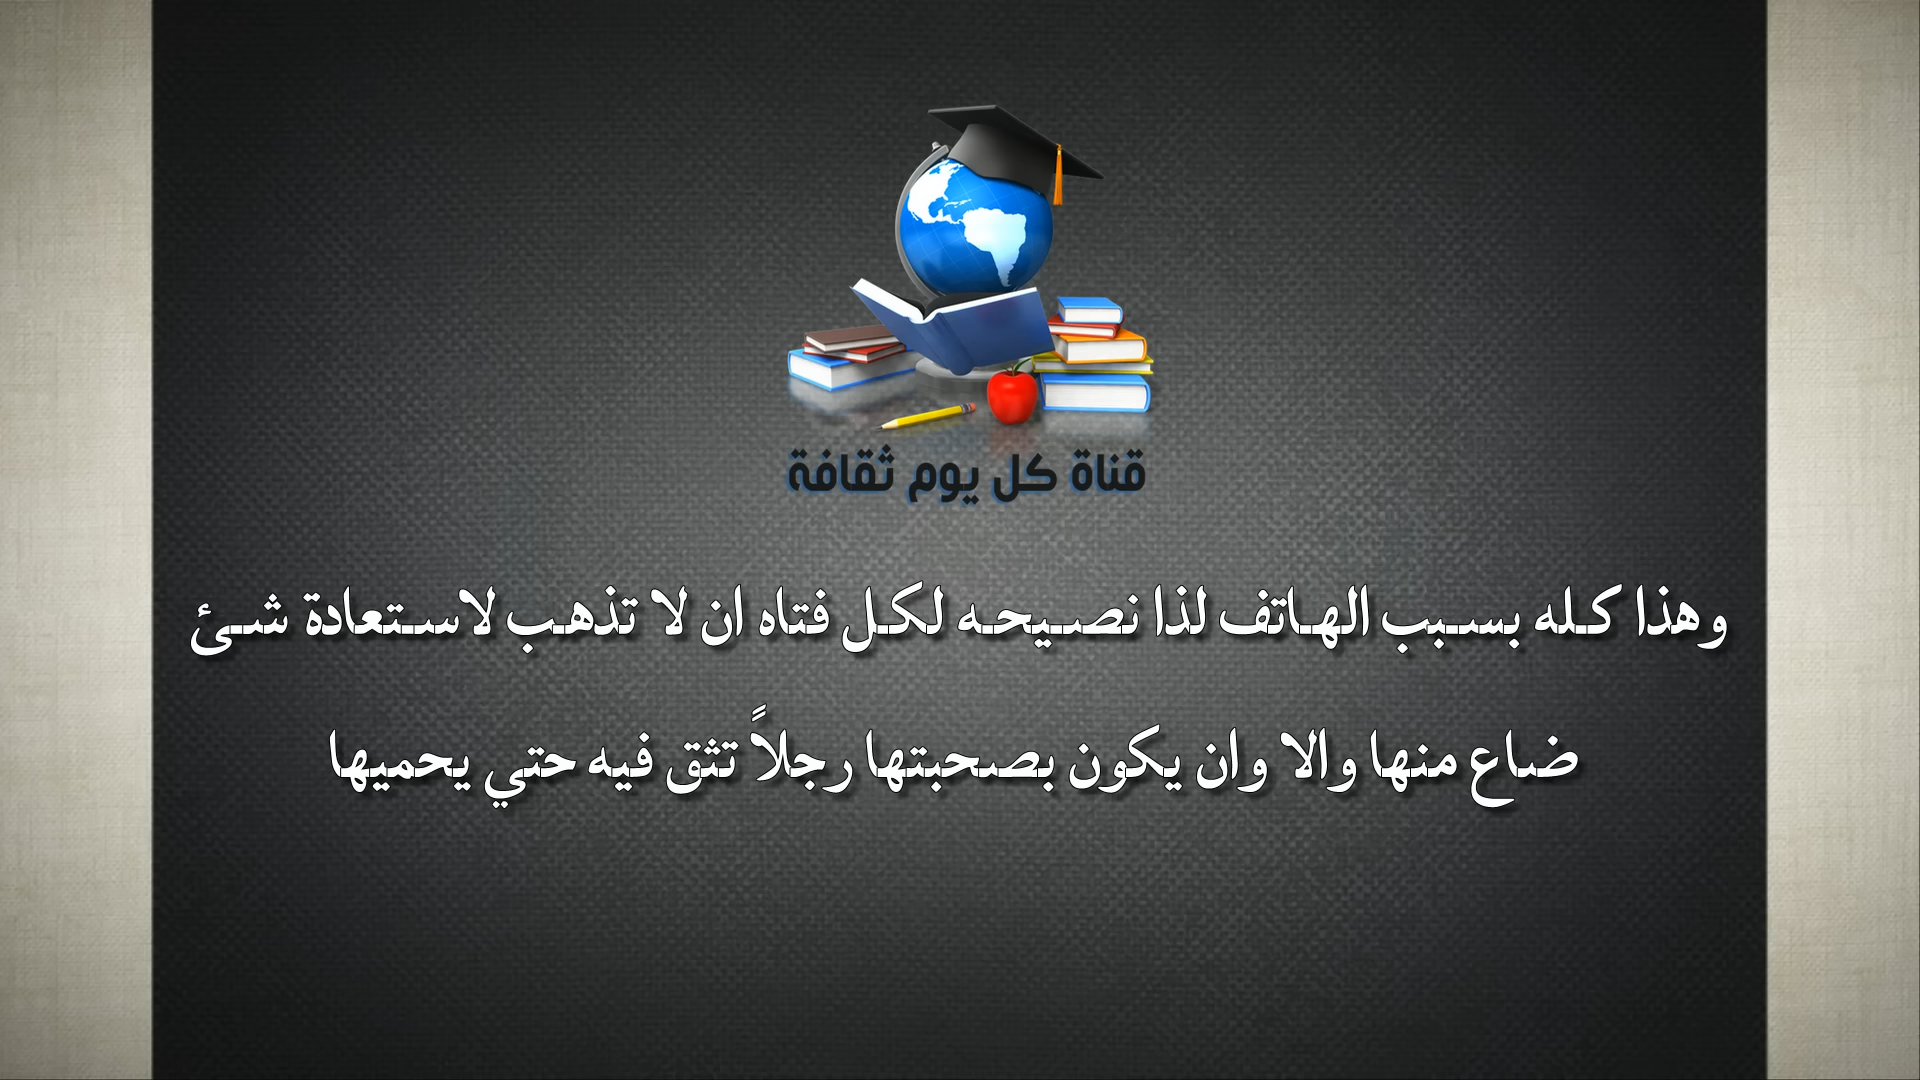 قناة كل يوم ثقافة
وهذا كله بسبب الهاتف لذا نصيحه لكل فتاه ان لا تذهب لاستعادة شئ
ضاع منها والا وان يكون بصحبتها رجلاً تثق فيه حتي يحميها